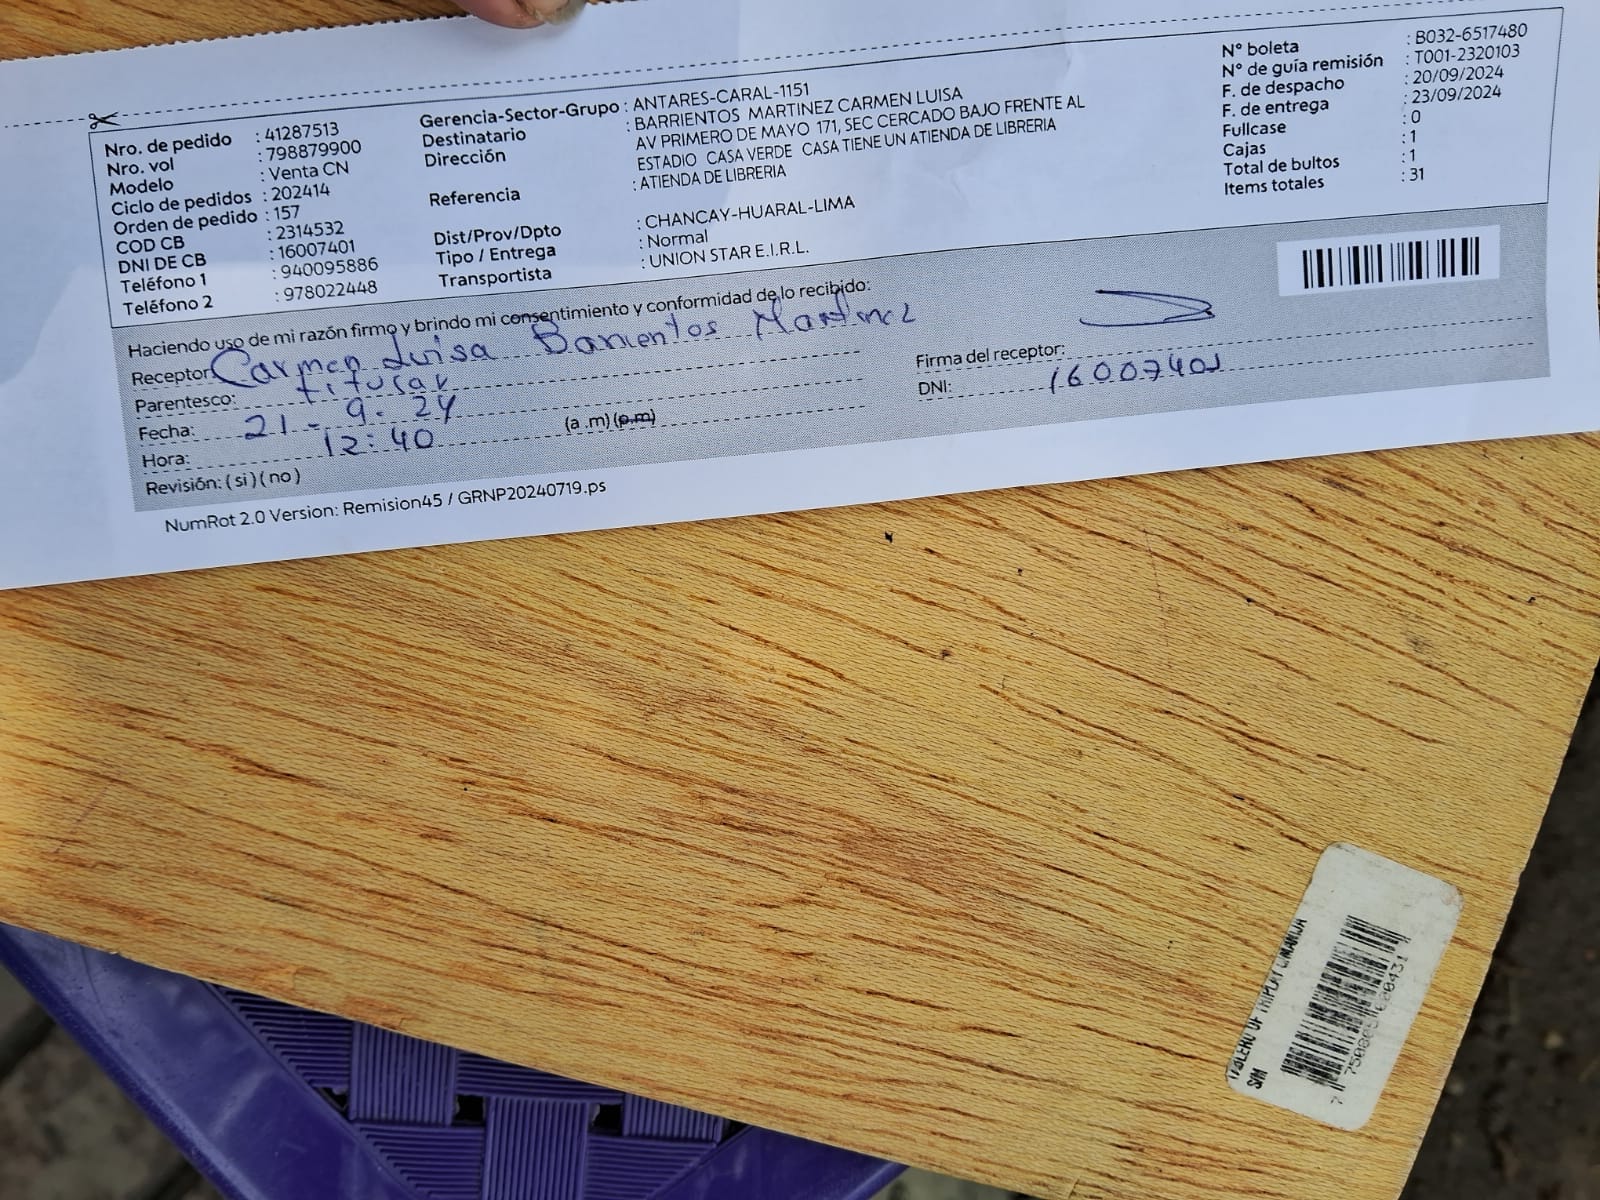 Nro. de pedido : 41287513
Nro. vol : 798879900
Modelo : Venta CN
Ciclo de pedidos : 202414
Orden de pedido : 157
COD CB : 2314532
DNI DE CB : 16007401
Teléfono 1 : 940095886
Teléfono 2 : 978022448
Gerencia-Sector-Grupo : ANTARES-CARAL-1151
Destinatario : BARRIENTOS MARTINEZ CARMEN LUISA
Dirección AV PRIMERO DE MAYO 171, SEC CERCADO BAJO FRENTE AL
ESTADIO CASA VERDE CASA TIENE UN ATIENDA DE LIBRERIA
Referencia : ATIENDA DE LIBRERIA
Dist/Prov/Dpto : CHANCAY-HUARAL-LIMA
Tipo / Entrega : Normal
Transportista : UNION STAR E.I.R.L.
N° boleta : B032-6517480
N° de guía remisión : T001-2320103
F. de despacho : 20/09/2024
F. de entrega : 23/09/2024
Fullcase : 0
Cajas : 1
Total de bultos : 1
Items totales : 31
Haciendo uso de mi razón firmo y brindo mi consentimiento y conformidad de lo recibido:
Receptor: Carmen Luisa Barrientos Martinez
Parentesco: titular
Fecha: 21-9-24
Hora: 12:40 (a .m) (p.m)
Revisión: ( si ) ( no )
Firma del receptor:
DNI: 16007401
NumRot 2.0 Version: Remision45 / GRNP20240719.ps
TABLERO OF TRIPLAY
S/M